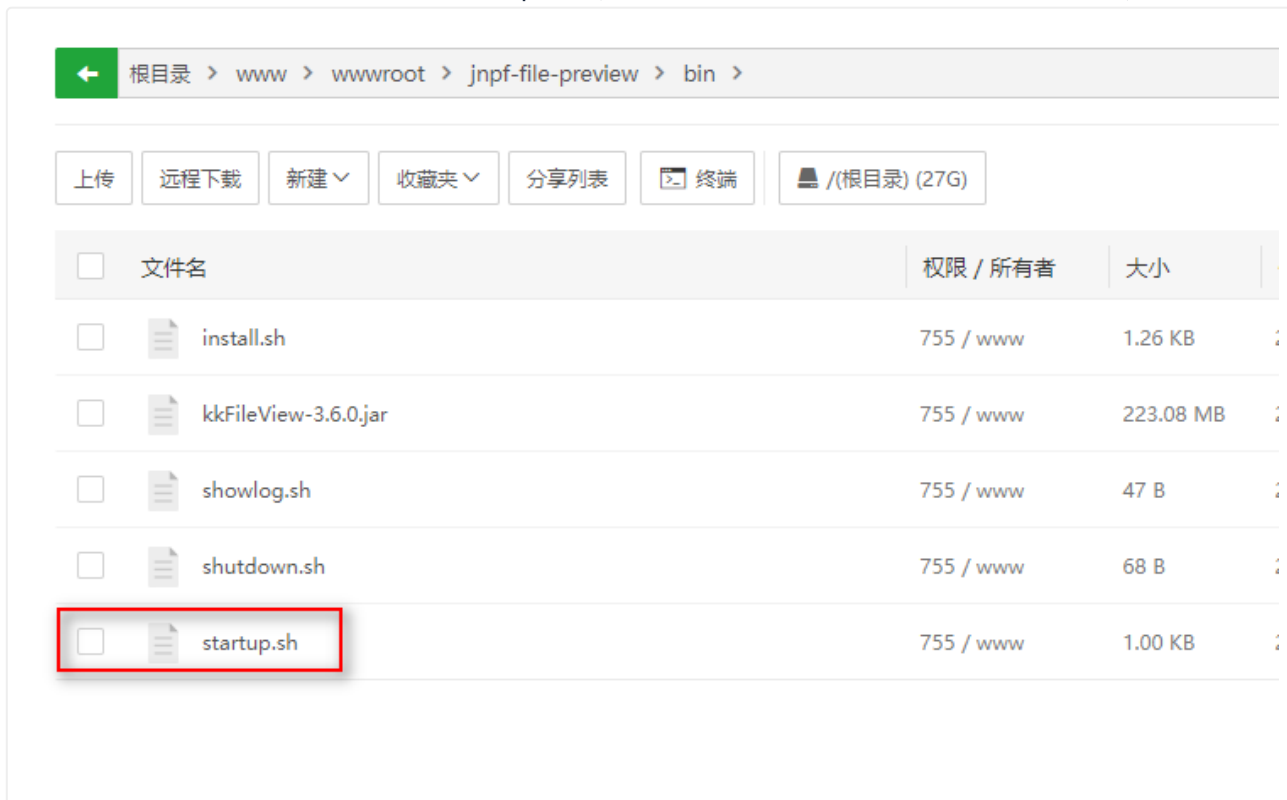 根目录 > www > wwwroot > jnpf-file-preview > bin >
上传 远程下载 新建 收藏夹 分享列表 终端 /(根目录) (27G)
文件名 权限 / 所有者 大小
install.sh 755 / www 1.26 KB
kkFileView-3.6.0.jar 755 / www 223.08 MB
showlog.sh 755 / www 47 B
shutdown.sh 755 / www 68 B
startup.sh 755 / www 1.00 KB